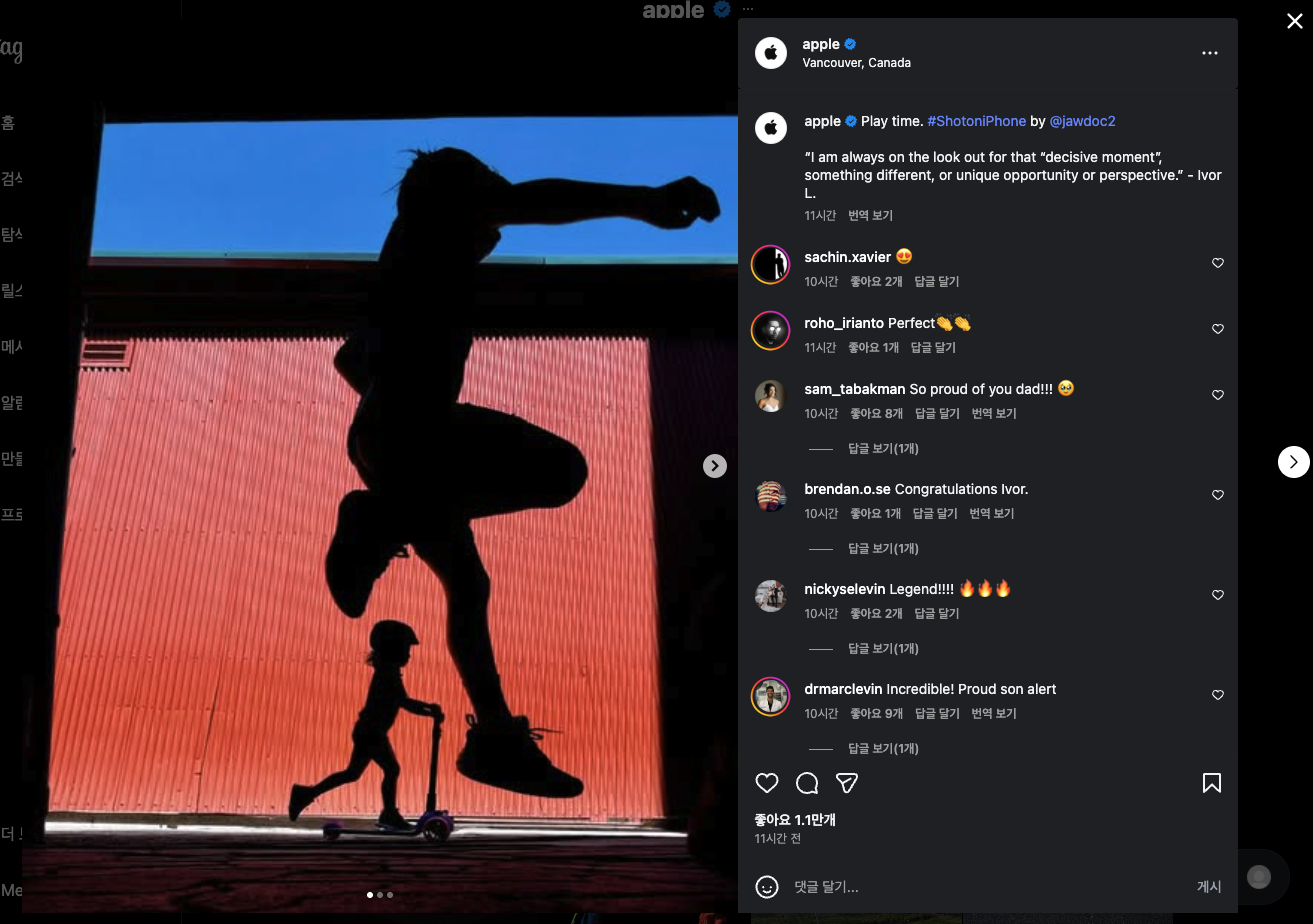 apple
apple
Vancouver, Canada
apple Play time. #ShotoniPhone by @jawdoc2
“I am always on the look out for that “decisive moment”,
something different, or unique opportunity or perspective.” - Ivor
L.
11시간 번역 보기
sachin.xavier 😍
10시간 좋아요 2개 답글 달기
roho_irianto Perfect👏👏
11시간 좋아요 1개 답글 달기
sam_tabakman So proud of you dad!!! 🥹
10시간 좋아요 8개 답글 달기 번역 보기
답글 보기(1개)
brendan.o.se Congratulations Ivor.
10시간 좋아요 1개 답글 달기 번역 보기
답글 보기(1개)
nickyselevin Legend!!!! 🔥🔥🔥
10시간 좋아요 2개 답글 달기
답글 보기(1개)
drmarclevin Incredible! Proud son alert
10시간 좋아요 9개 답글 달기 번역 보기
답글 보기(1개)
좋아요 1.1만개
11시간 전
댓글 달기...
게시
홈
더
Me